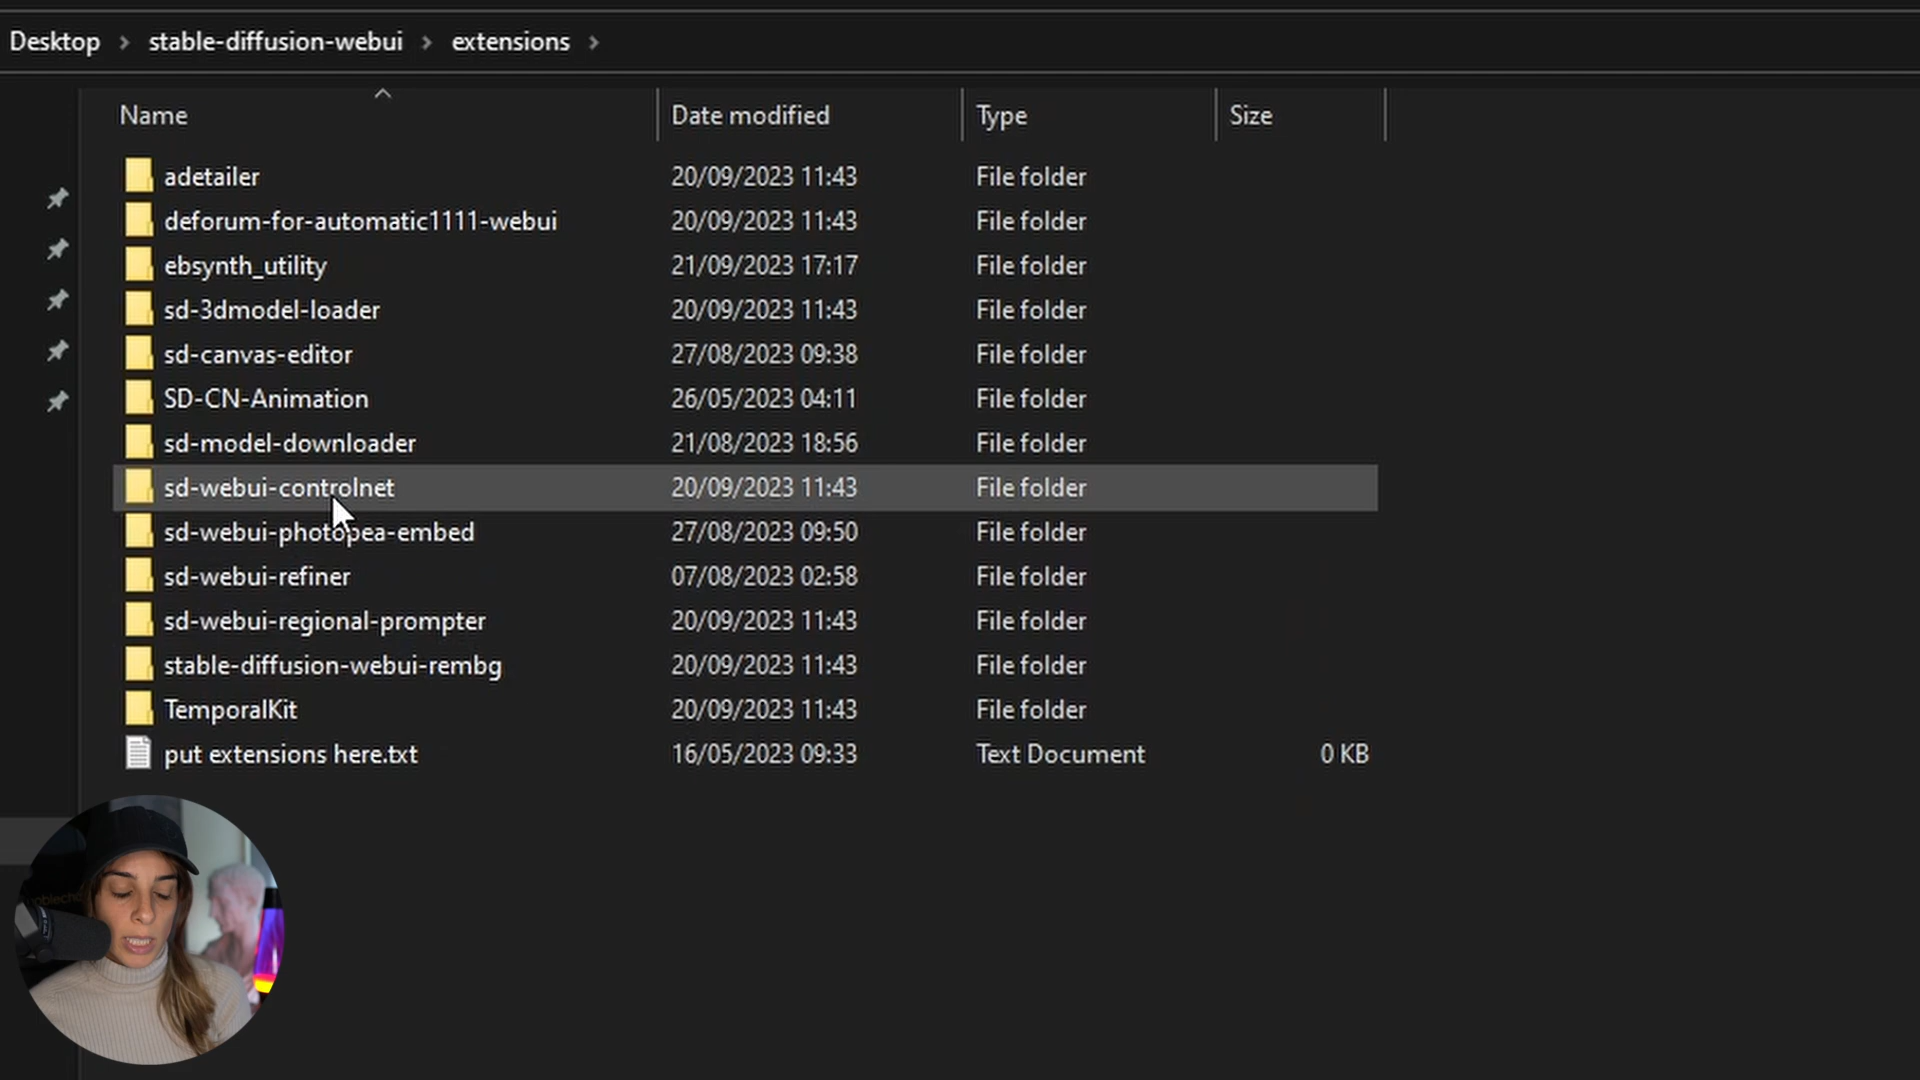 Desktop > stable-diffusion-webui > extensions >
Name Date modified Type Size
adetailer 20/09/2023 11:43 File folder
deforum-for-automatic1111-webui 20/09/2023 11:43 File folder
ebsynth_utility 21/09/2023 17:17 File folder
sd-3dmodel-loader 20/09/2023 11:43 File folder
sd-canvas-editor 27/08/2023 09:38 File folder
SD-CN-Animation 26/05/2023 04:11 File folder
sd-model-downloader 21/08/2023 18:56 File folder
sd-webui-controlnet 20/09/2023 11:43 File folder
sd-webui-photopea-embed 27/08/2023 09:50 File folder
sd-webui-refiner 07/08/2023 02:58 File folder
sd-webui-regional-prompter 20/09/2023 11:43 File folder
stable-diffusion-webui-rembg 20/09/2023 11:43 File folder
TemporalKit 20/09/2023 11:43 File folder
put extensions here.txt 16/05/2023 09:33 Text Document 0 KB